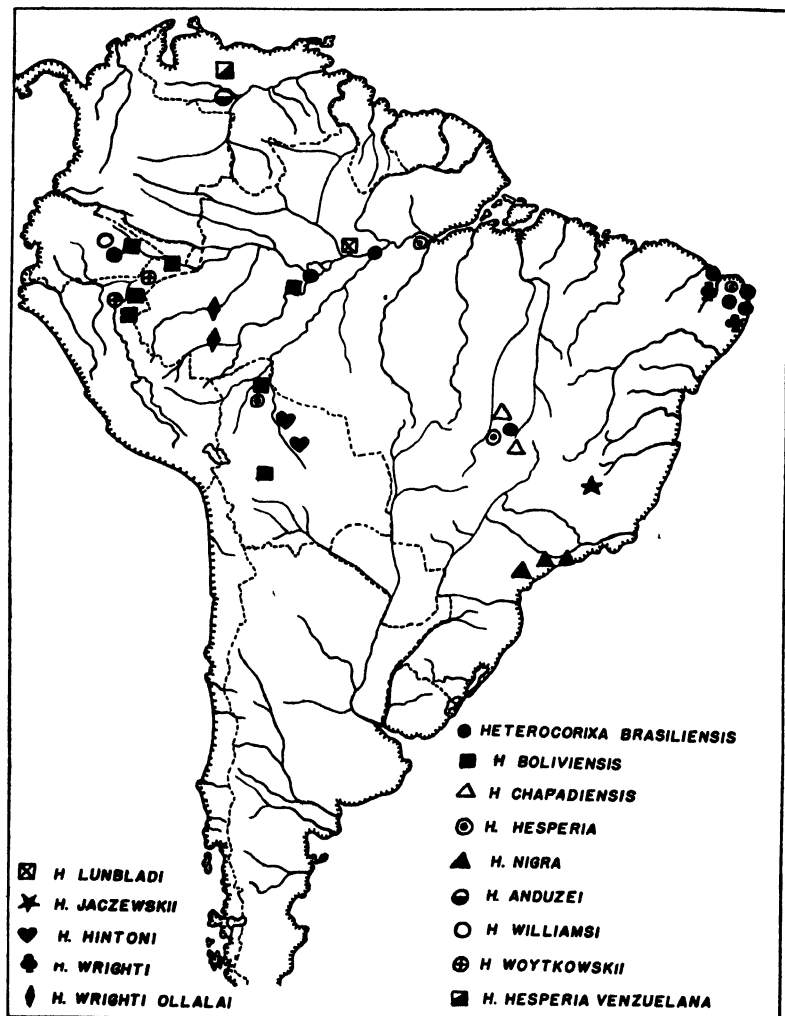 HETEROCORIXA BRASILIENSIS
H BOLIVIENSIS
H CHAPADIENSIS
H. HESPERIA
H. NIGRA
H. ANDUZEI
H WILLIAMSI
H WOYTKOWSKII
H. HESPERIA VENZUELANA
H LUNBLADI
H. JACZEWSKII
H. HINTONI
H. WRIGHTI
H. WRIGHTI OLLALAI